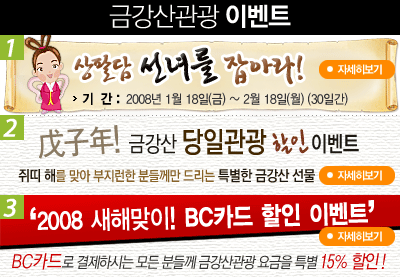 금강산관광 이벤트
1
상팔담 선녀를 잡아라!
자세히보기
> 기 간 : 2008년 1월 18일(금) ~ 2월 18일(월) (30일간)
2
戊子年! 금강산 당일관광 할인 이벤트
쥐띠 해를 맞아 부지런한 분들께만 드리는 특별한 금강산 선물
자세히보기
3
‘2008 새해맞이! BC카드 할인 이벤트’
자세히보기
BC카드로 결제하시는 모든 분들께 금강산관광 요금을 특별 15% 할인!